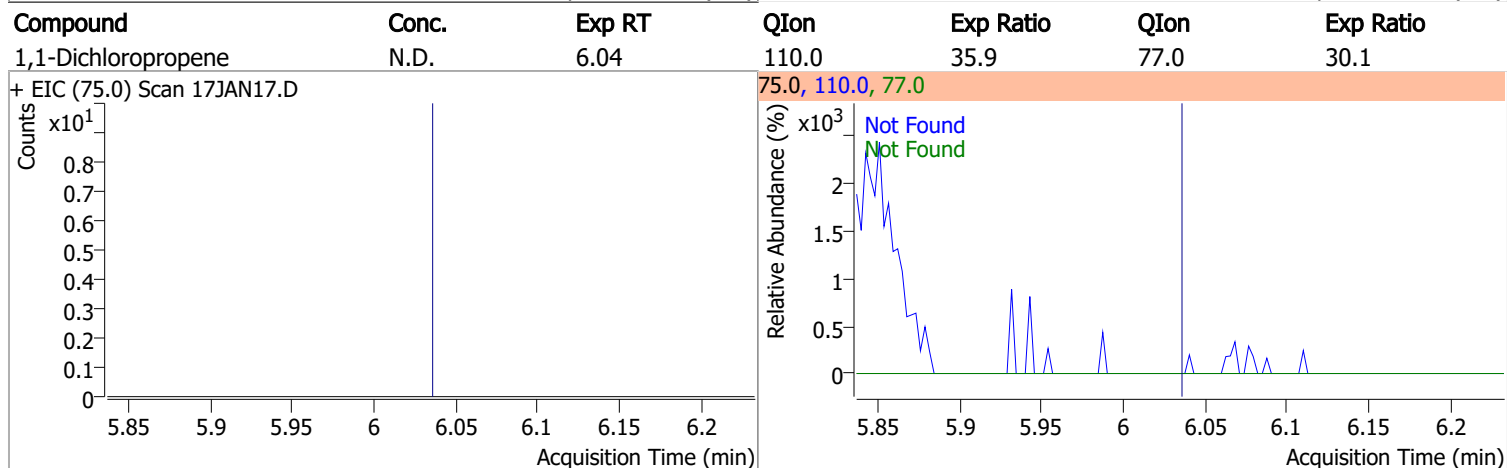 Compound Conc. Exp RT QIon Exp Ratio QIon Exp Ratio
1,1-Dichloropropene N.D. 6.04 110.0 35.9 77.0 30.1
+ EIC (75.0) Scan 17JAN17.D
Counts
x10¹
0.8
0.7
0.6
0.5
0.4
0.3
0.2
0.1
0
5.85 5.9 5.95 6 6.05 6.1 6.15 6.2
Acquisition Time (min)
75.0, 110.0, 77.0
Relative Abundance (%)
x10³
Not Found
Not Found
2
1.5
1
0.5
0
5.85 5.9 5.95 6 6.05 6.1 6.15 6.2
Acquisition Time (min)